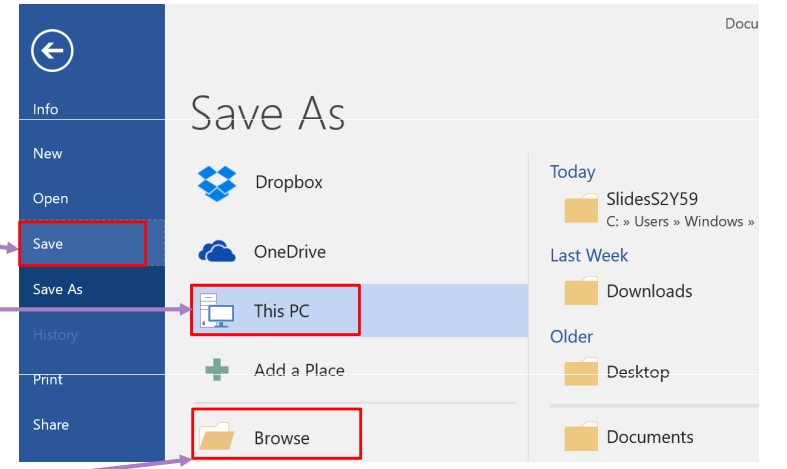 Docu
Info
New
Open
Save
Save As
History
Print
Share
Save As
Dropbox
OneDrive
This PC
Add a Place
Browse
Today
SlidesS2Y59
C: » Users » Windows »
Last Week
Downloads
Older
Desktop
Documents